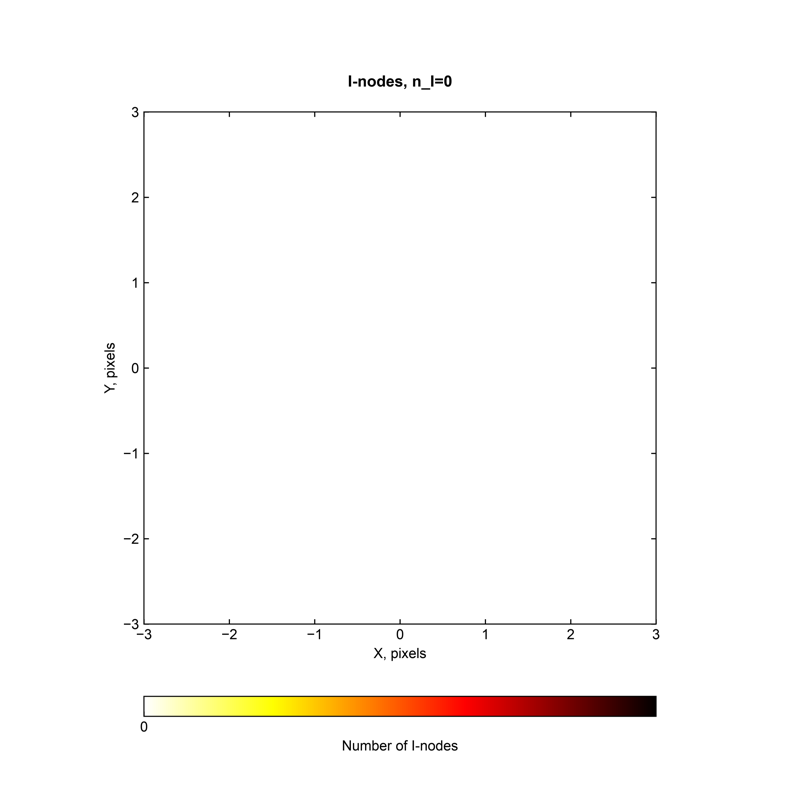 I-nodes, n_I=0
3
2
1
0
−1
−2
−3
Y, pixels
−3 −2 −1 0 1 2 3
X, pixels
0
Number of I-nodes